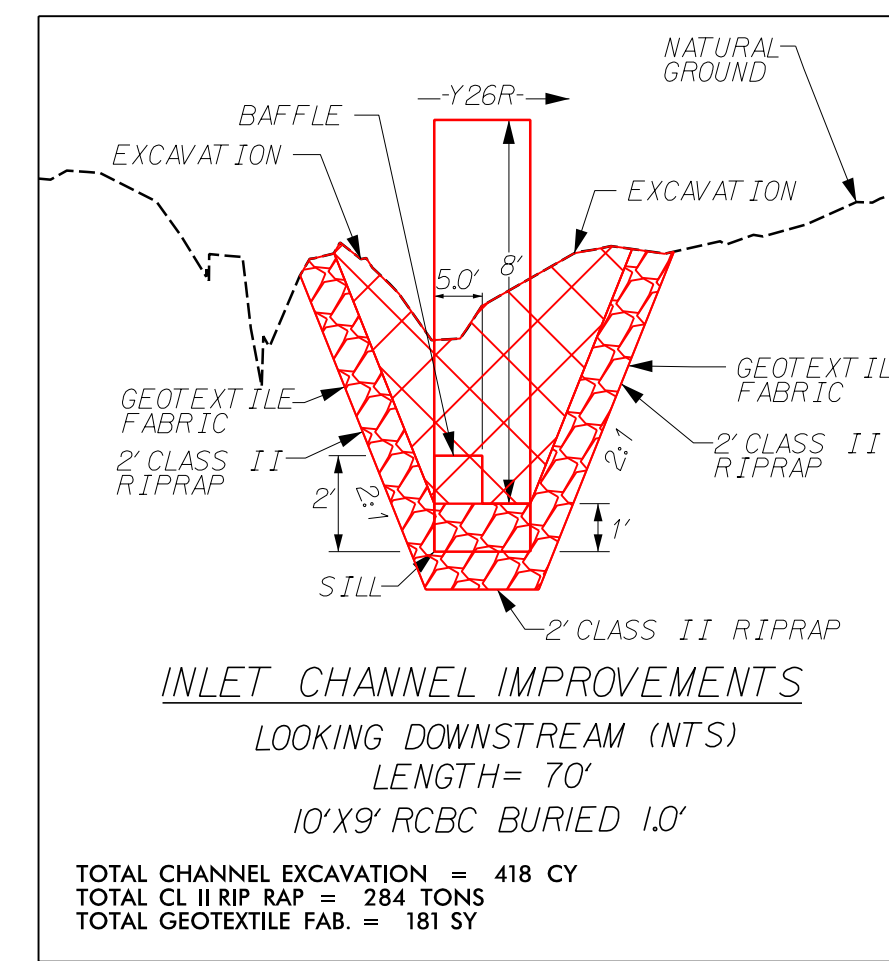 NATURAL
GROUND
-Y26R-
BAFFLE
EXCAVATION
EXCAVATION
8'
5.0'
GEOTEXTILE
FABRIC
2' CLASS II
RIPRAP
2:1
2'
SILL
GEOTEXTIL
FABRIC
2' CLASS II
RIPRAP
2:1
1'
2' CLASS II RIPRAP
INLET CHANNEL IMPROVEMENTS
LOOKING DOWNSTREAM (NTS)
LENGTH= 70'
10'X9' RCBC BURIED 1.0'
TOTAL CHANNEL EXCAVATION = 418 CY
TOTAL CL II RIP RAP = 284 TONS
TOTAL GEOTEXTILE FAB. = 181 SY